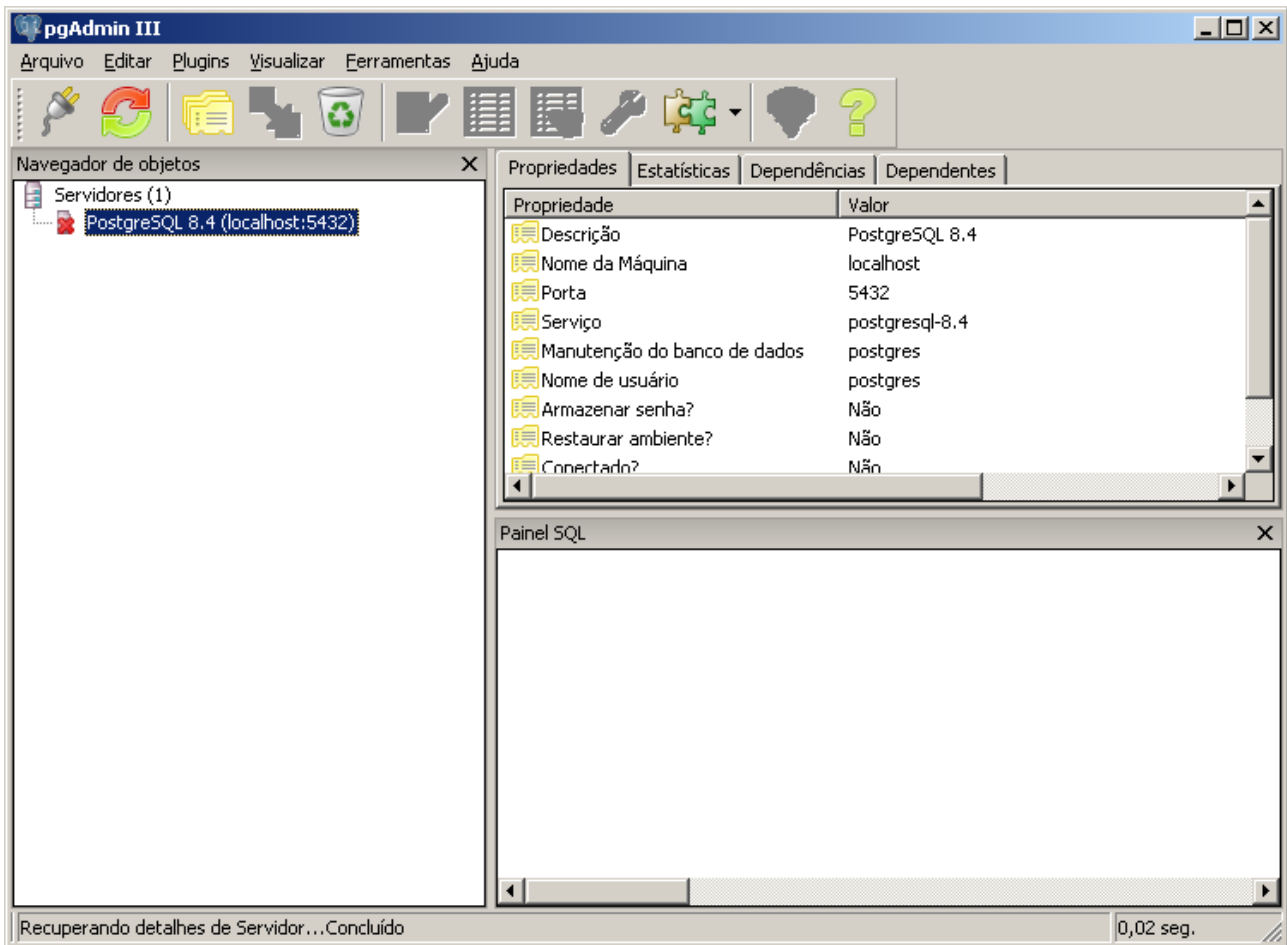 pgAdmin III
Arquivo Editar Plugins Visualizar Ferramentas Ajuda
Navegador de objetos
Servidores (1)
PostgreSQL 8.4 (localhost:5432)
Propriedades Estatísticas Dependências Dependentes
Propriedade Valor
Descrição PostgreSQL 8.4
Nome da Máquina localhost
Porta 5432
Serviço postgresql-8.4
Manutenção do banco de dados postgres
Nome de usuário postgres
Armazenar senha? Não
Restaurar ambiente? Não
Conectado? Não
Painel SQL
Recuperando detalhes de Servidor...Concluído 0,02 seg.